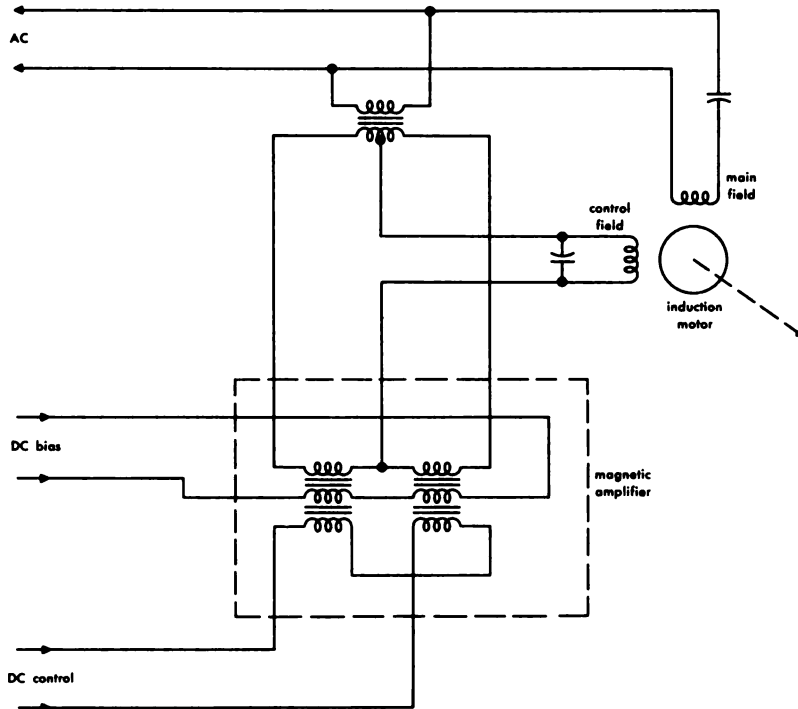 AC
main
field
control
field
induction
motor
DC bias
magnetic
amplifier
DC control